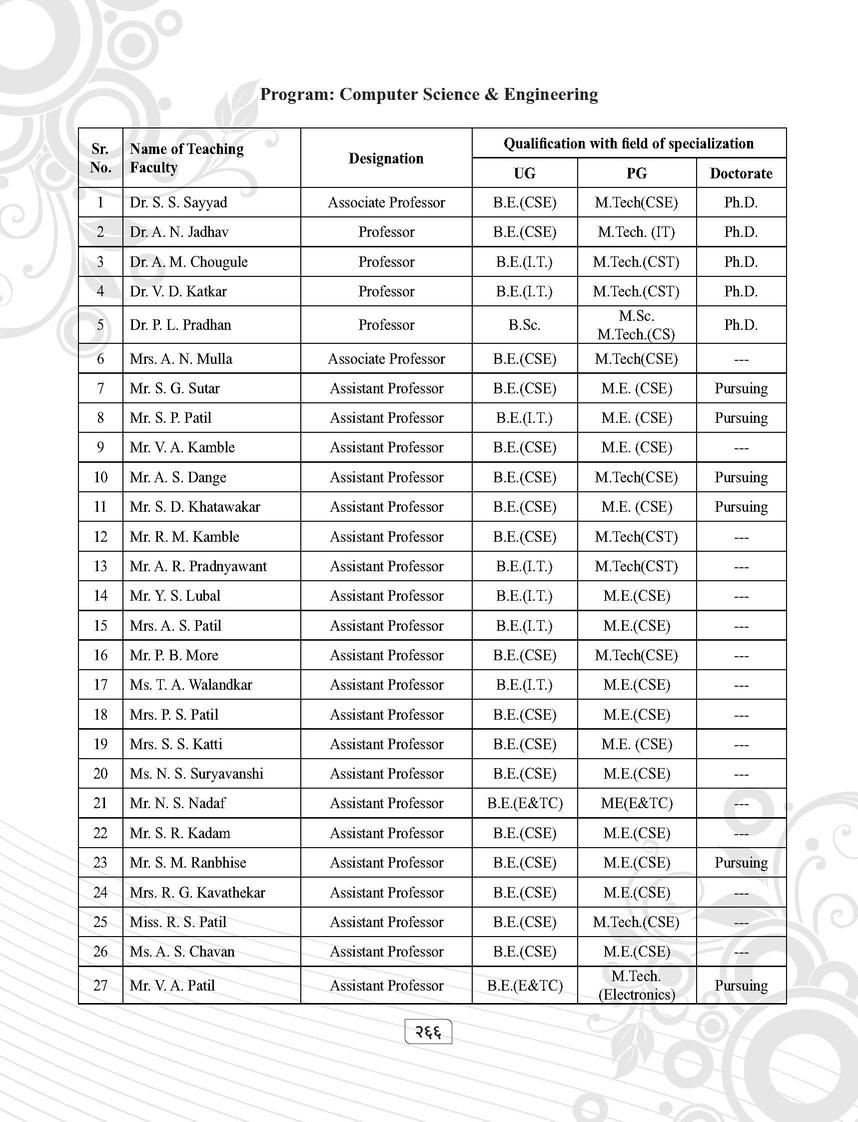 Program: Computer Science & Engineering
Sr. No. Name of Teaching Faculty Designation Qualification with field of specialization
UG PG Doctorate
1 Dr. S. S. Sayyad Associate Professor B.E.(CSE) M.Tech(CSE) Ph.D.
2 Dr. A. N. Jadhav Professor B.E.(CSE) M.Tech. (IT) Ph.D.
3 Dr. A. M. Chougule Professor B.E.(I.T.) M.Tech.(CST) Ph.D.
4 Dr. V. D. Katkar Professor B.E.(I.T.) M.Tech.(CST) Ph.D.
5 Dr. P. L. Pradhan Professor B.Sc. M.Sc. M.Tech.(CS) Ph.D.
6 Mrs. A. N. Mulla Associate Professor B.E.(CSE) M.Tech(CSE) ---
7 Mr. S. G. Sutar Assistant Professor B.E.(CSE) M.E. (CSE) Pursuing
8 Mr. S. P. Patil Assistant Professor B.E.(I.T.) M.E. (CSE) Pursuing
9 Mr. V. A. Kamble Assistant Professor B.E.(CSE) M.E. (CSE) ---
10 Mr. A. S. Dange Assistant Professor B.E.(CSE) M.Tech(CSE) Pursuing
11 Mr. S. D. Khatawakar Assistant Professor B.E.(CSE) M.E. (CSE) Pursuing
12 Mr. R. M. Kamble Assistant Professor B.E.(CSE) M.Tech(CST) ---
13 Mr. A. R. Pradnyawant Assistant Professor B.E.(I.T.) M.Tech(CST) ---
14 Mr. Y. S. Lubal Assistant Professor B.E.(I.T.) M.E.(CSE) ---
15 Mrs. A. S. Patil Assistant Professor B.E.(I.T.) M.E.(CSE) ---
16 Mr. P. B. More Assistant Professor B.E.(CSE) M.Tech(CSE) ---
17 Ms. T. A. Walandkar Assistant Professor B.E.(I.T.) M.E.(CSE) ---
18 Mrs. P. S. Patil Assistant Professor B.E.(CSE) M.E.(CSE) ---
19 Mrs. S. S. Katti Assistant Professor B.E.(CSE) M.E. (CSE) ---
20 Ms. N. S. Suryavanshi Assistant Professor B.E.(CSE) M.E.(CSE) ---
21 Mr. N. S. Nadaf Assistant Professor B.E.(E&TC) ME(E&TC) ---
22 Mr. S. R. Kadam Assistant Professor B.E.(CSE) M.E.(CSE) ---
23 Mr. S. M. Ranbhise Assistant Professor B.E.(CSE) M.E.(CSE) Pursuing
24 Mrs. R. G. Kavathekar Assistant Professor B.E.(CSE) M.E.(CSE) ---
25 Miss. R. S. Patil Assistant Professor B.E.(CSE) M.Tech.(CSE) ---
26 Ms. A. S. Chavan Assistant Professor B.E.(CSE) M.E.(CSE) ---
27 Mr. V. A. Patil Assistant Professor B.E.(E&TC) M.Tech. (Electronics) Pursuing
२६६